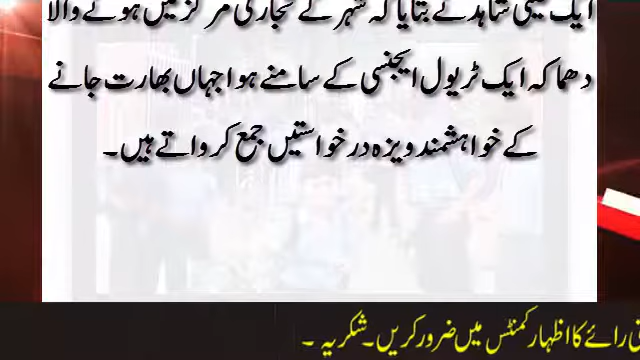 ایک عینی شاہد نے بتایا کہ شہر کے تجارتی مرکز میں ہونے والا
دھماکہ ایک ٹریول ایجنسی کے سامنے ہوا جہاں بھارت جانے
کے خواہشمند ویزہ درخواستیں جمع کرواتے ہیں۔
رائے کا اظہار کمنٹس میں ضرور کریں۔ شکریہ ۔